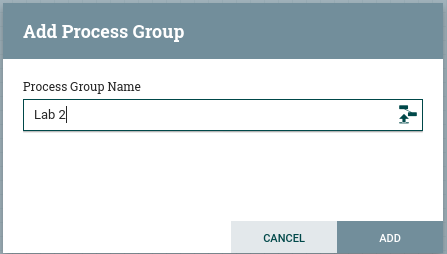 Add Process Group
Process Group Name
Lab 2
CANCEL
ADD